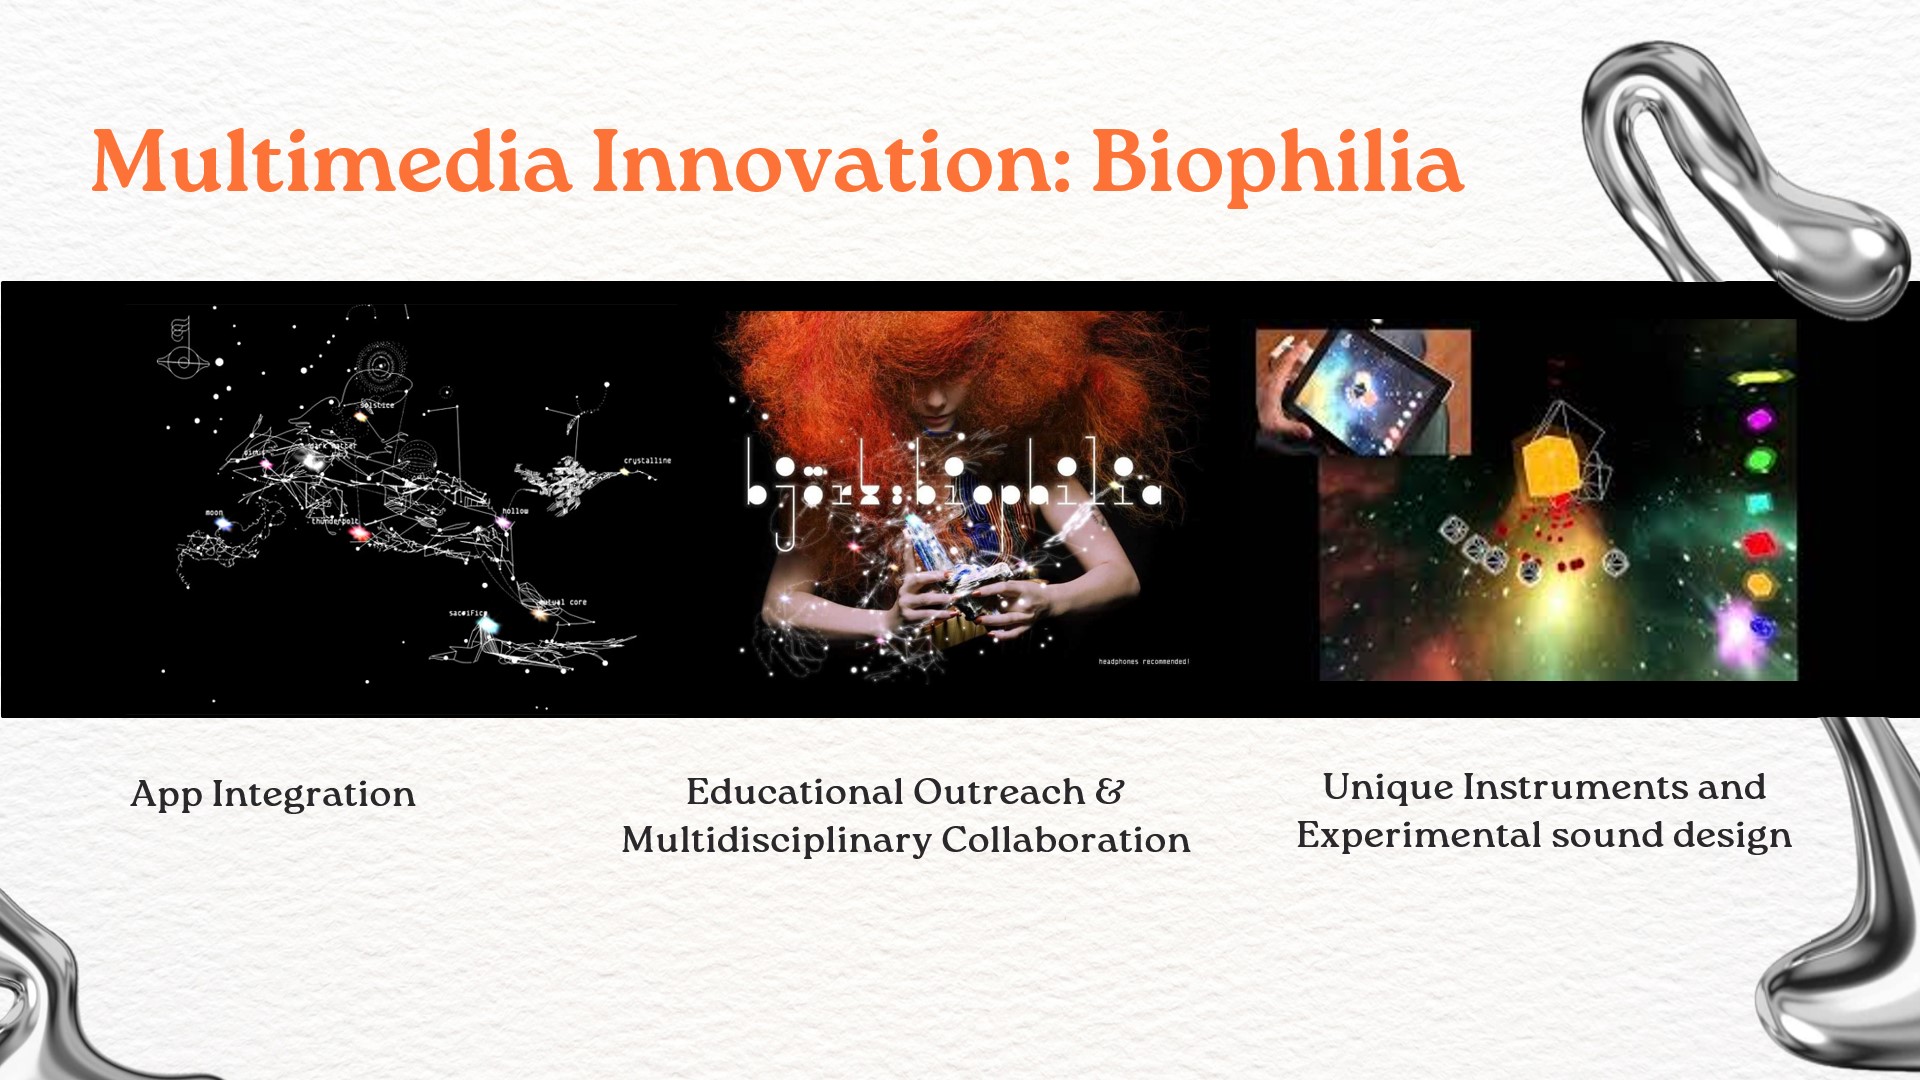 Multimedia Innovation: Biophilia
solstice
dark matter
virus
crystalline
moon
thunderbolt
hollow
sacrifice
mutual core
björk:biophilia
headphones recommended!
App Integration
Educational Outreach &
Multidisciplinary Collaboration
Unique Instruments and
Experimental sound design